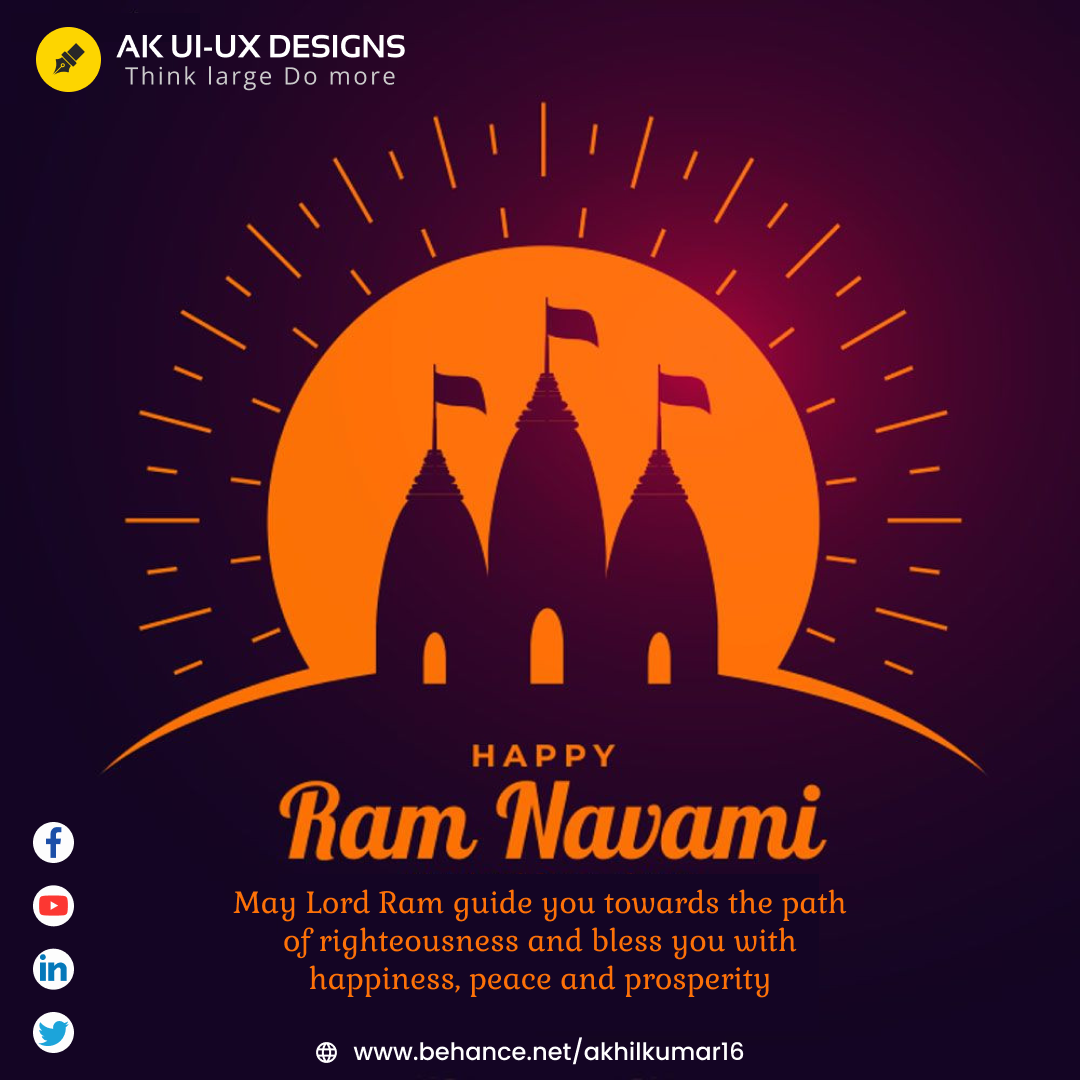 AK UI-UX DESIGNS
Think large Do more
HAPPY
Ram Navami
May Lord Ram guide you towards the path
of righteousness and bless you with
happiness, peace and prosperity
www.behance.net/akhilkumar16